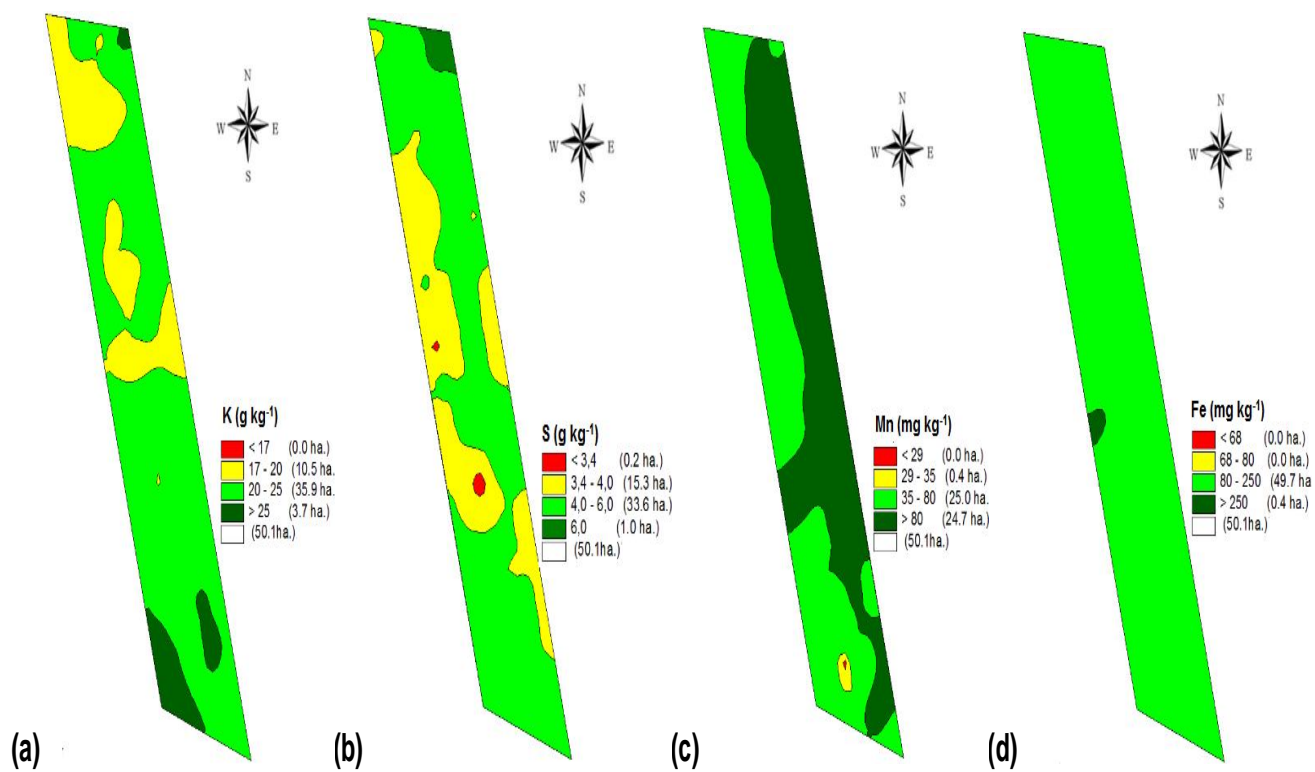 N
W E
S
N
W E
S
N
W E
S
N
W E
S
K (g kg⁻¹)
< 17 (0.0 ha.)
17 - 20 (10.5 ha.
20 - 25 (35.9 ha.
> 25 (3.7 ha.)
(50.1ha.)
S (g kg⁻¹)
< 3,4 (0.2 ha.)
3,4 - 4,0 (15.3 ha.)
4,0 - 6,0 (33.6 ha.)
6,0 (1.0 ha.)
(50.1ha.)
Mn (mg kg⁻¹)
< 29 (0.0 ha.)
29 - 35 (0.4 ha.)
35 - 80 (25.0 ha.)
> 80 (24.7 ha.)
(50.1ha.)
Fe (mg kg⁻¹)
< 68 (0.0 ha.)
68 - 80 (0.0 ha.)
80 - 250 (49.7 ha
> 250 (0.4 ha.)
(50.1ha.)
(a)
(b)
(c)
(d)